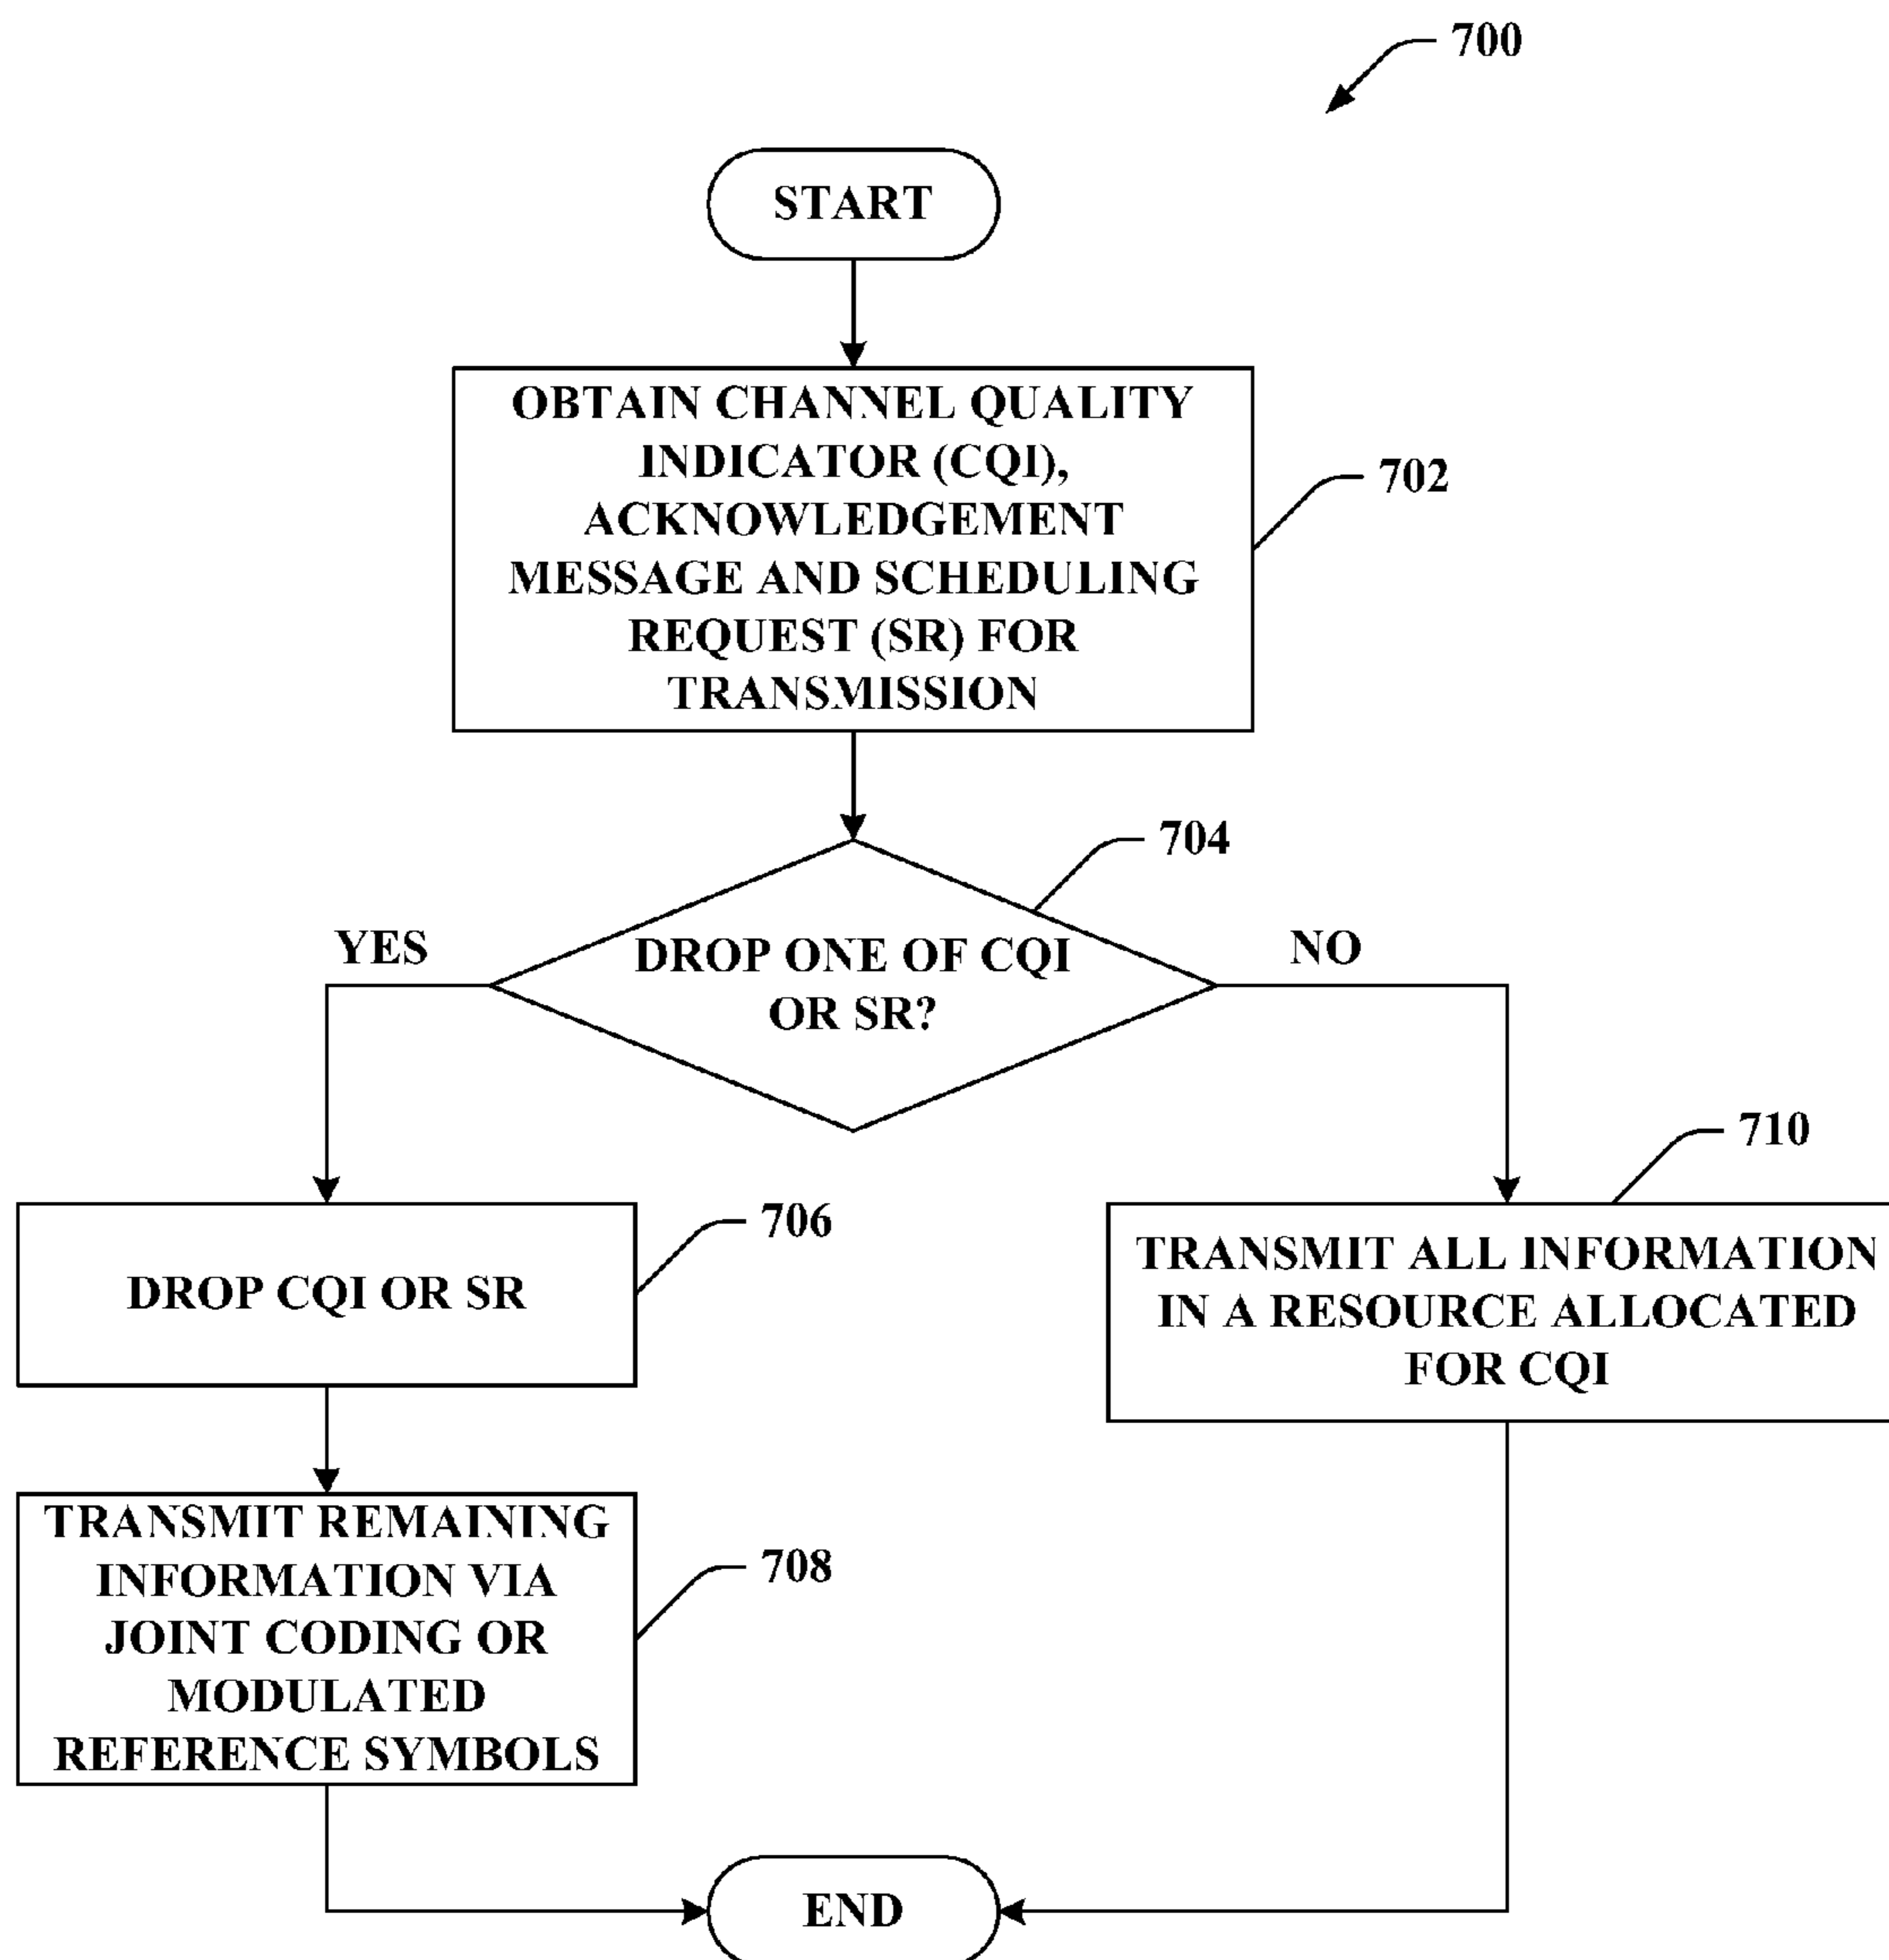 700
START
OBTAIN CHANNEL QUALITY
INDICATOR (CQI),
ACKNOWLEDGEMENT
MESSAGE AND SCHEDULING
REQUEST (SR) FOR
TRANSMISSION
702
704
YES
DROP ONE OF CQI
OR SR?
NO
706
DROP CQI OR SR
710
TRANSMIT ALL INFORMATION
IN A RESOURCE ALLOCATED
FOR CQI
TRANSMIT REMAINING
INFORMATION VIA
JOINT CODING OR
MODULATED
REFERENCE SYMBOLS
708
END